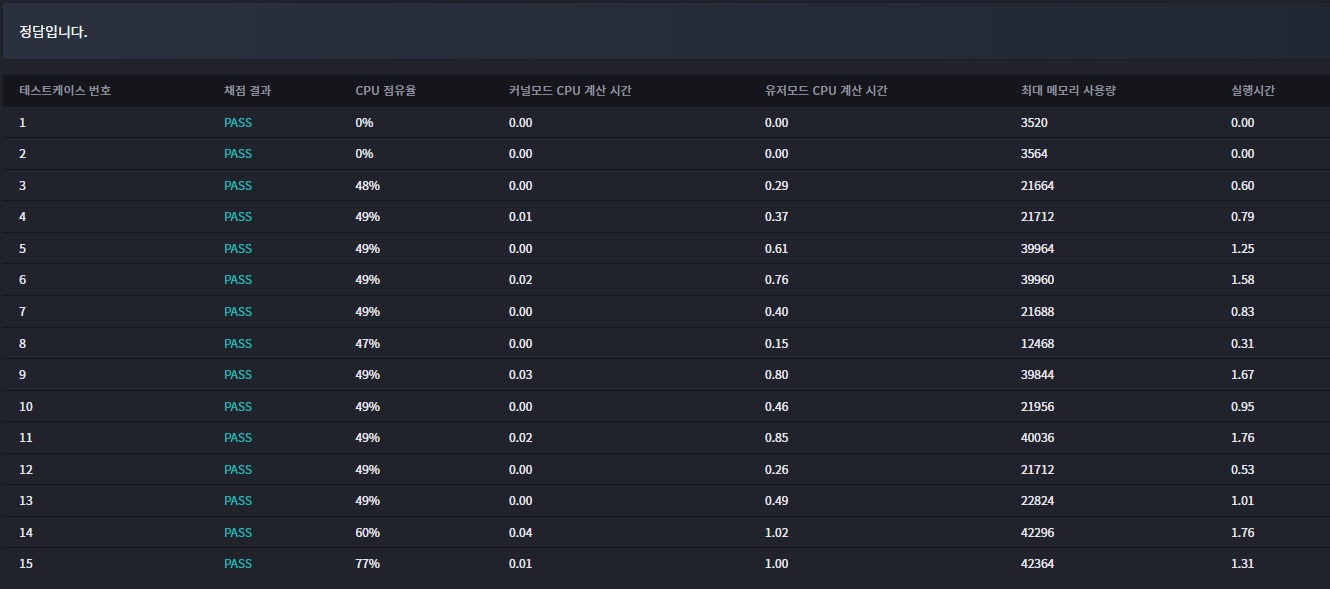 정답입니다.
테스트케이스 번호 채점 결과 CPU 점유율 커널모드 CPU 계산 시간 유저모드 CPU 계산 시간 최대 메모리 사용량 실행시간
1 PASS 0% 0.00 0.00 3520 0.00
2 PASS 0% 0.00 0.00 3564 0.00
3 PASS 48% 0.00 0.29 21664 0.60
4 PASS 49% 0.01 0.37 21712 0.79
5 PASS 49% 0.00 0.61 39964 1.25
6 PASS 49% 0.02 0.76 39960 1.58
7 PASS 49% 0.00 0.40 21688 0.83
8 PASS 47% 0.00 0.15 12468 0.31
9 PASS 49% 0.03 0.80 39844 1.67
10 PASS 49% 0.00 0.46 21956 0.95
11 PASS 49% 0.02 0.85 40036 1.76
12 PASS 49% 0.00 0.26 21712 0.53
13 PASS 49% 0.00 0.49 22824 1.01
14 PASS 60% 0.04 1.02 42296 1.76
15 PASS 77% 0.01 1.00 42364 1.31